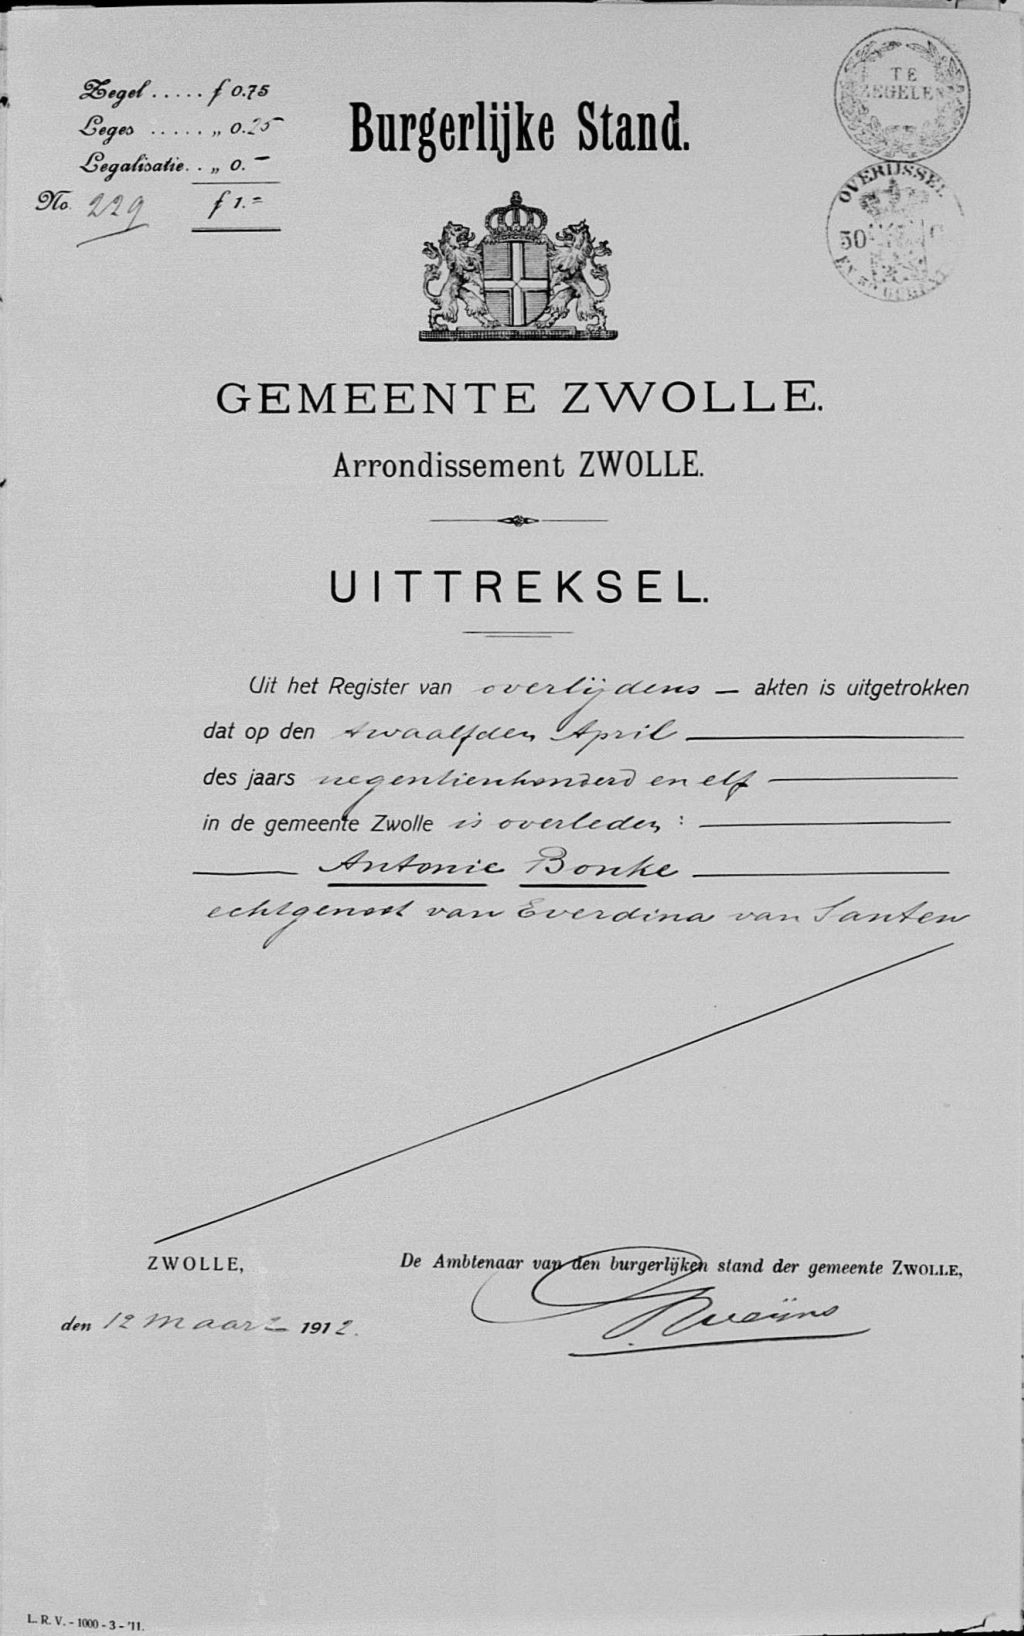 Zegel ..... f 0.75
Leges ..... „ 0.25
Legalisatie. . „ 0. —
No. 229 f 1.=
Burgerlijke Stand.
TE
ZEGELEN
OVERIJSSEL
50 C
GEMEENTE ZWOLLE.
Arrondissement ZWOLLE.
UITTREKSEL.
Uit het Register van overlijdens — akten is uitgetrokken
dat op den twaalfden April
des jaars negentienhonderd en elf
in de gemeente Zwolle is overleden :
Antonie Bonke
echtgenoot van Everdina van Santen
ZWOLLE,
De Ambtenaar van den burgerlijken stand der gemeente ZWOLLE,
den 12 Maart 1912.
L. R. V. - 1000 - 3 - '11.